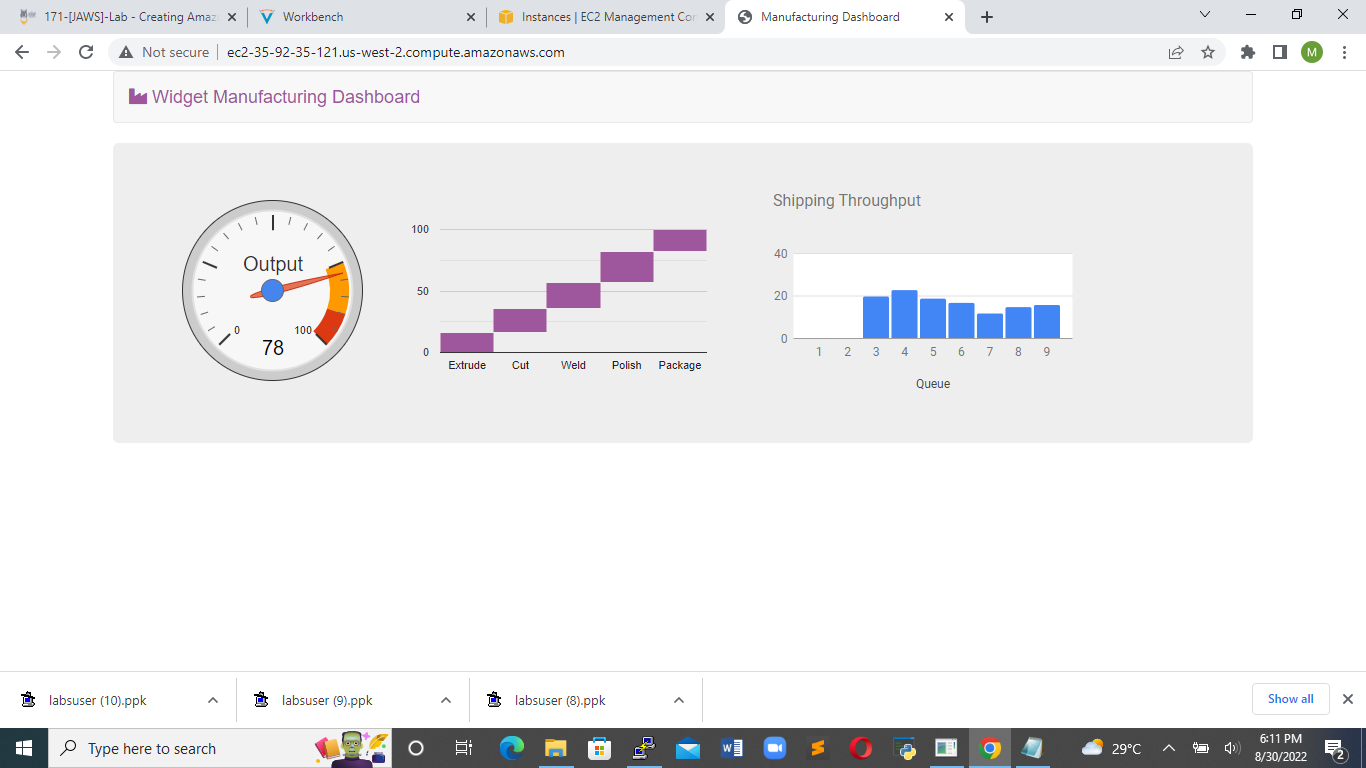 171-[JAWS]-Lab - Creating Amaz
Workbench
Instances | EC2 Management Con
Manufacturing Dashboard
Not secure
ec2-35-92-35-121.us-west-2.compute.amazonaws.com
M
Widget Manufacturing Dashboard
Output
0
100
78
100
50
0
Extrude Cut Weld Polish Package
Shipping Throughput
40
20
0
1 2 3 4 5 6 7 8 9
Queue
labsuser (10).ppk
labsuser (9).ppk
labsuser (8).ppk
Show all
Type here to search
29°C
6:11 PM
8/30/2022
2